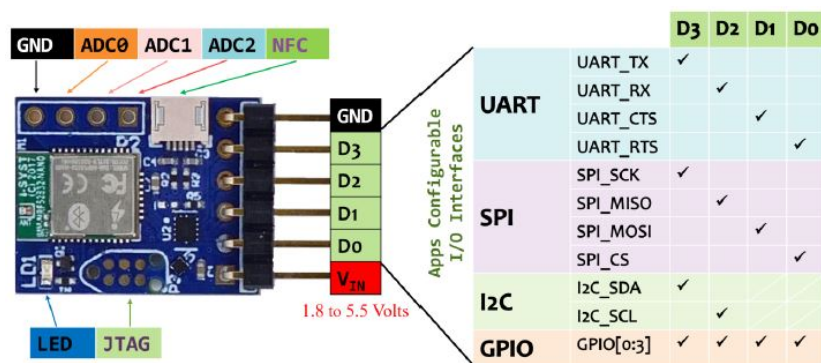 GND ADC0 ADC1 ADC2 NFC
GND
D3
D2
D1
D0
VIN
1.8 to 5.5 Volts
LD1
LED JTAG
Apps Configurable
I/O Interfaces
D3 D2 D1 D0
UART
UART_TX ✓
UART_RX ✓
UART_CTS ✓
UART_RTS ✓
SPI
SPI_SCK ✓
SPI_MISO ✓
SPI_MOSI ✓
SPI_CS ✓
I2C
I2C_SDA ✓
I2C_SCL ✓
GPIO GPIO[0:3] ✓ ✓ ✓ ✓